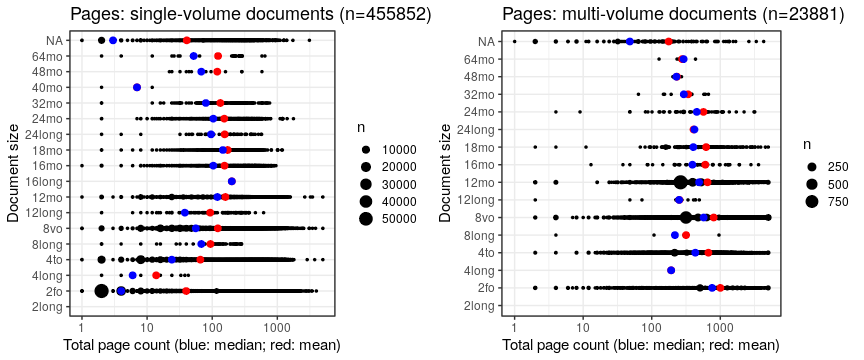 Pages: single-volume documents (n=455852)
Document size
NA
64mo
48mo
40mo
32mo
24mo
24long
18mo
16mo
16long
12mo
12long
8vo
8long
4to
4long
2fo
2long
1
10
100
1000
Total page count (blue: median; red: mean)
n
10000
20000
30000
40000
50000
Pages: multi-volume documents (n=23881)
Document size
NA
64mo
48mo
32mo
24mo
24long
18mo
16mo
12mo
12long
8vo
8long
4to
4long
2fo
2long
1
10
100
1000
Total page count (blue: median; red: mean)
n
250
500
750